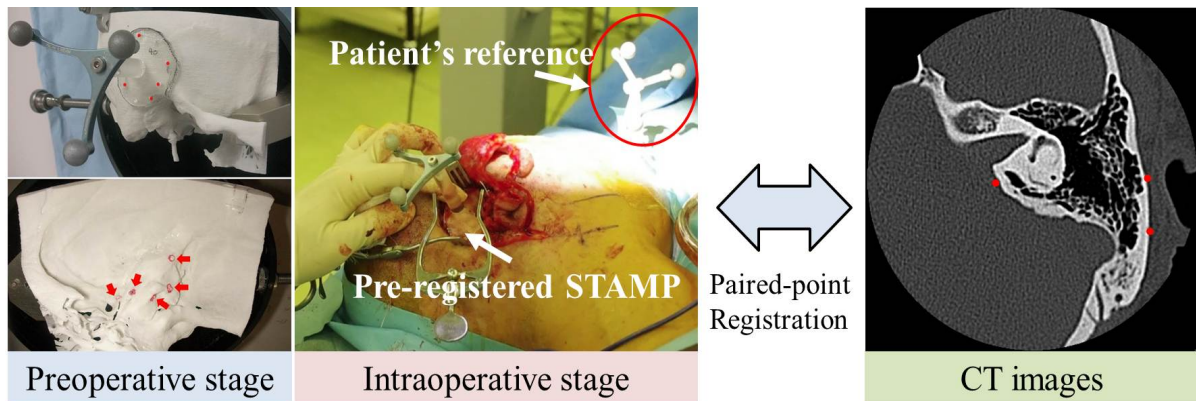 Patient's reference
Pre-registered STAMP
Paired-point
Registration
Preoperative stage
Intraoperative stage
CT images